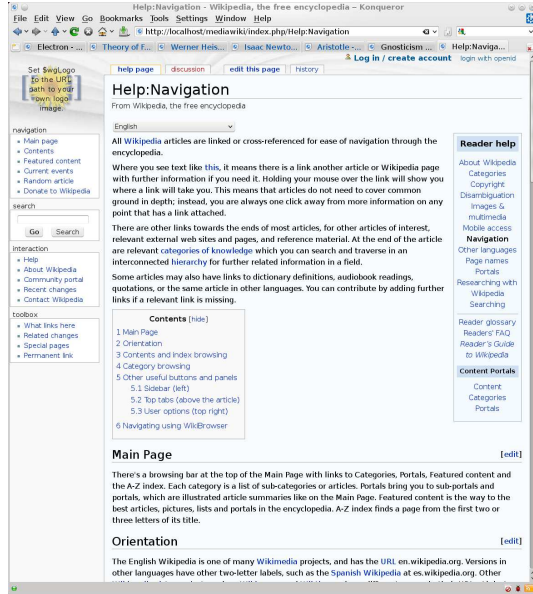 Help:Navigation - Wikipedia, the free encyclopedia – Konqueror
File Edit View Go Bookmarks Tools Settings Window Help
http://localhost/mediawiki/index.php/Help:Navigation
Electron - ... Theory of F... Werner Heis... Isaac Newto... Aristotle -... Gnosticism ... Help:Naviga...
Log in / create account login with openid
Set $wgLogo
to the URL
path to your
own logo
image.
help page discussion edit this page history
Help:Navigation
From Wikipedia, the free encyclopedia
English
navigation
Main page
Contents
Featured content
Current events
Random article
Donate to Wikipedia
search
Go Search
interaction
Help
About Wikipedia
Community portal
Recent changes
Contact Wikipedia
toolbox
What links here
Related changes
Special pages
Permanent link
All Wikipedia articles are linked or cross-referenced for ease of navigation through the
encyclopedia.
Where you see text like this, it means there is a link another article or Wikipedia page
with further information if you need it. Holding your mouse over the link will show you
where a link will take you. This means that articles do not need to cover common
ground in depth; instead, you are always one click away from more information on any
point that has a link attached.
There are other links towards the ends of most articles, for other articles of interest,
relevant external web sites and pages, and reference material. At the end of the article
are relevant categories of knowledge which you can search and traverse in an
interconnected hierarchy for further related information in a field.
Some articles may also have links to dictionary definitions, audiobook readings,
quotations, or the same article in other languages. You can contribute by adding further
links if a relevant link is missing.
Reader help
About Wikipedia
Categories
Copyright
Disambiguation
Images &
multimedia
Mobile access
Navigation
Other languages
Page names
Portals
Researching with
Wikipedia
Searching
Reader glossary
Readers' FAQ
Reader's Guide
to Wikipedia
Content Portals
Content
Categories
Portals
Contents [hide]
1 Main Page
2 Orientation
3 Contents and index browsing
4 Category browsing
5 Other useful buttons and panels
5.1 Sidebar (left)
5.2 Top tabs (above the article)
5.3 User options (top right)
6 Navigating using WikiBrowser
Main Page [edit]
There's a browsing bar at the top of the Main Page with links to Categories, Portals, Featured content and
the A-Z index. Each category is a list of sub-categories or articles. Portals bring you to sub-portals and
portals, which are illustrated article summaries like on the Main Page. Featured content is the way to the
best articles, pictures, lists and portals in the encyclopedia. A-Z index finds a page from the first two or
three letters of its title.
Orientation [edit]
The English Wikipedia is one of many Wikimedia projects, and has the URL en.wikipedia.org. Versions in
other languages have other two-letter labels, such as the Spanish Wikipedia at es.wikipedia.org. Other